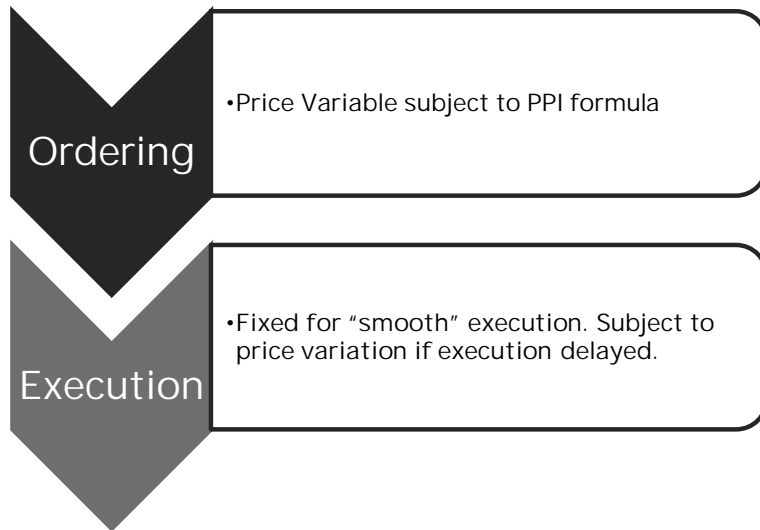 Ordering
•Price Variable subject to PPI formula
Execution
•Fixed for “smooth” execution. Subject to
price variation if execution delayed.